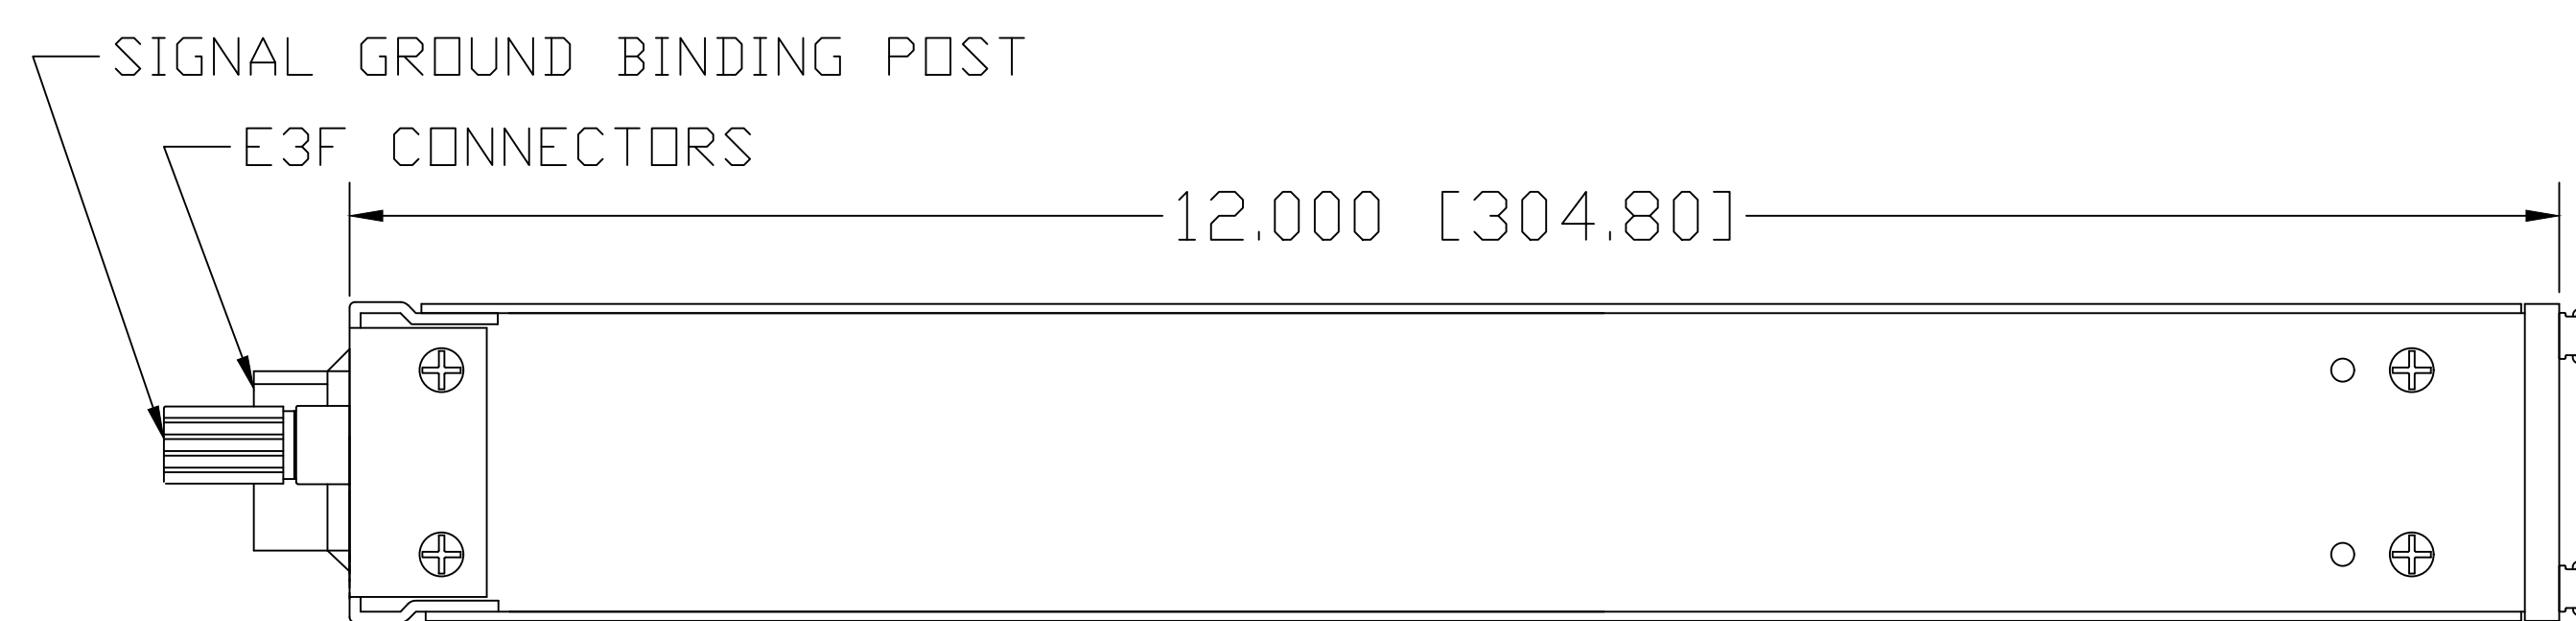 SIGNAL GROUND BINDING POST
E3F CONNECTORS
12.000 [304.80]